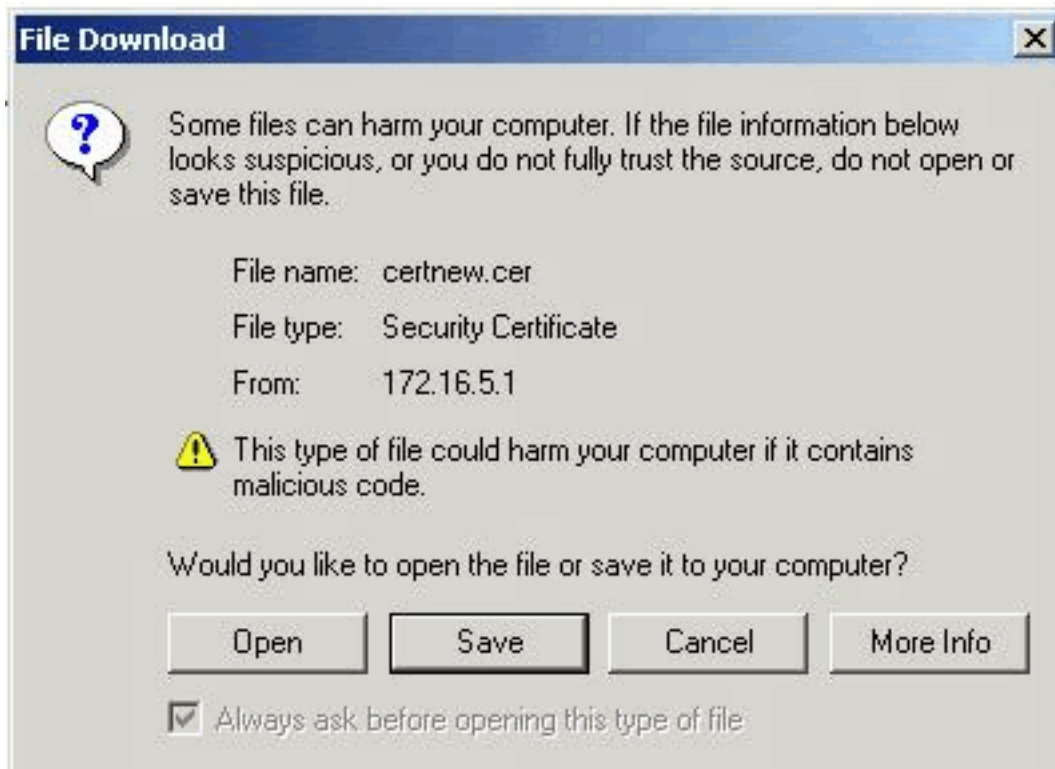 File Download
Some files can harm your computer. If the file information below
looks suspicious, or you do not fully trust the source, do not open or
save this file.
File name: certnew.cer
File type: Security Certificate
From: 172.16.5.1
This type of file could harm your computer if it contains
malicious code.
Would you like to open the file or save it to your computer?
Open Save Cancel More Info
Always ask before opening this type of file